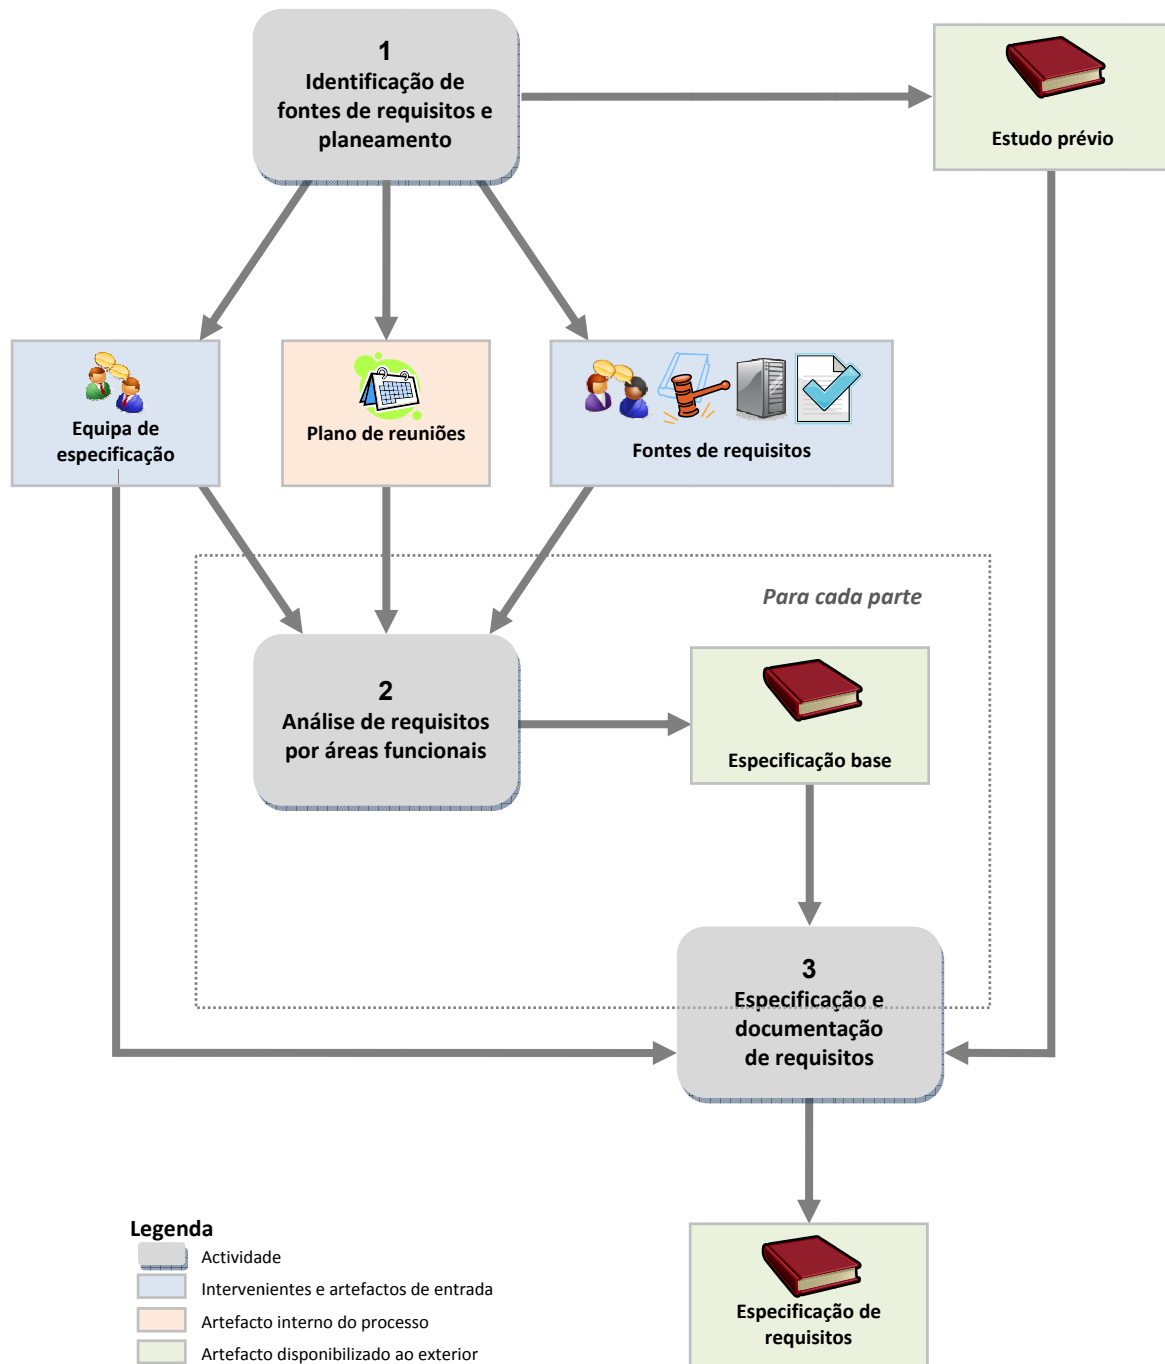 1
Identificação de
fontes de requisitos e
planeamento
Estudo prévio
Equipa de
especificação
Plano de reuniões
Fontes de requisitos
Para cada parte
2
Análise de requisitos
por áreas funcionais
Especificação base
3
Especificação e
documentação
de requisitos
Legenda
Actividade
Intervenientes e artefactos de entrada
Artefacto interno do processo
Artefacto disponibilizado ao exterior
Especificação de
requisitos